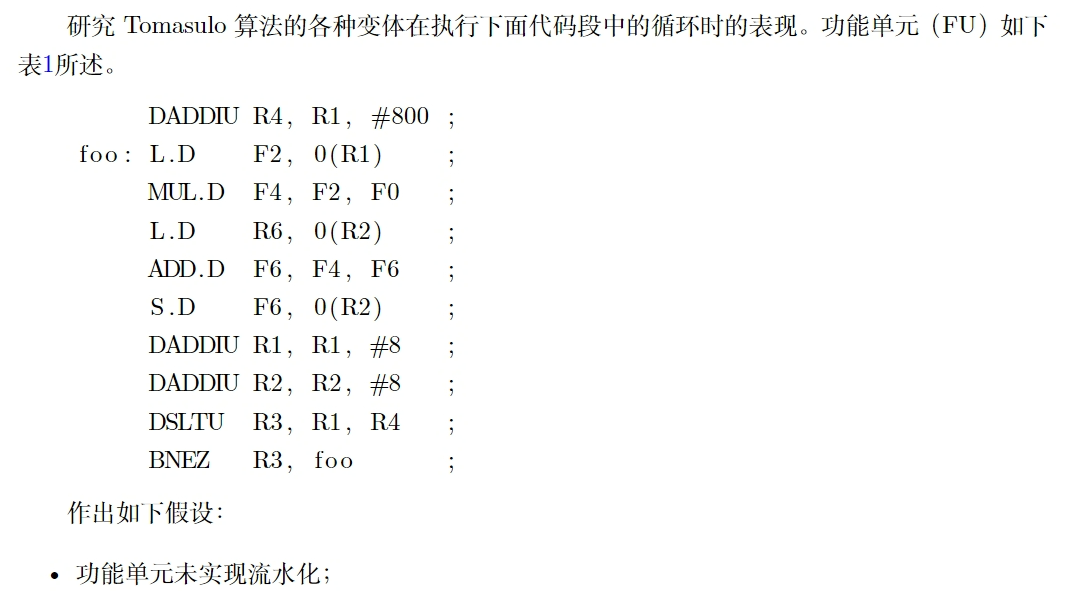 研究 Tomasulo 算法的各种变体在执行下面代码段中的循环时的表现。功能单元（FU）如下
表1所述。
DADDIU R4, R1, #800 ;
foo: L.D F2, 0(R1) ;
MUL.D F4, F2, F0 ;
L.D R6, 0(R2) ;
ADD.D F6, F4, F6 ;
S.D F6, 0(R2) ;
DADDIU R1, R1, #8 ;
DADDIU R2, R2, #8 ;
DSLTU R3, R1, R4 ;
BNEZ R3, foo ;
作出如下假设：
• 功能单元未实现流水化；